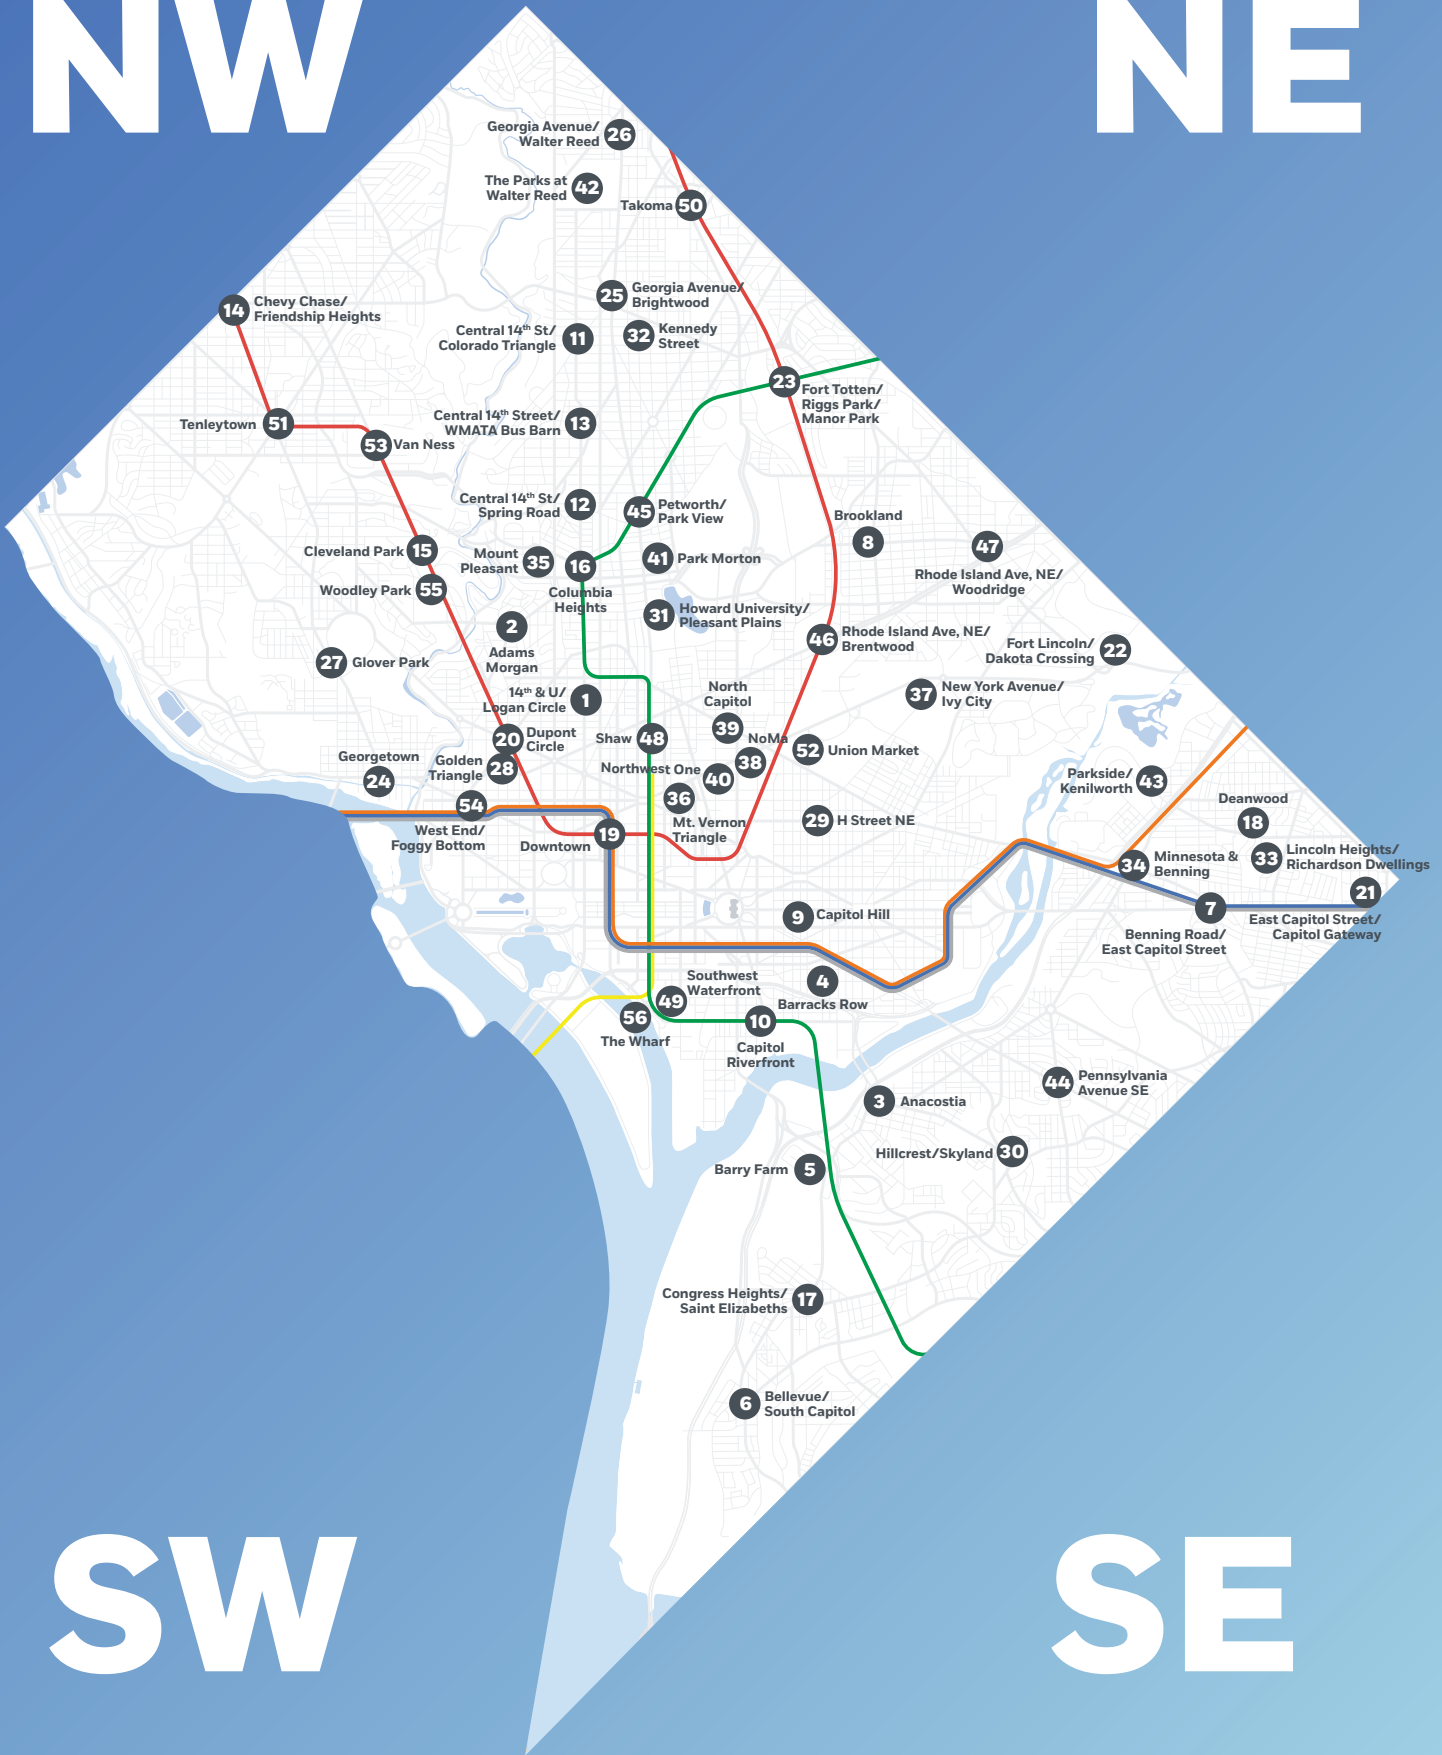 NW
NE
Georgia Avenue/
Walter Reed
26
The Parks at
Walter Reed
42
Takoma
50
14
Chevy Chase/
Friendship Heights
25
Georgia Avenue/
Brightwood
Central 14th St/
Colorado Triangle
11
32
Kennedy
Street
23
Fort Totten/
Riggs Park/
Manor Park
Tenleytown
51
53
Van Ness
Central 14th Street/
WMATA Bus Barn
13
Central 14th St/
Spring Road
12
45
Petworth/
Park View
Brookland
8
47
Rhode Island Ave, NE/
Woodridge
Cleveland Park
15
Mount
Pleasant
35
16
Columbia
Heights
41
Park Morton
Woodley Park
55
2
Adams
Morgan
31
Howard University/
Pleasant Plains
46
Rhode Island Ave, NE/
Brentwood
Fort Lincoln/
Dakota Crossing
22
27
Glover Park
14th & U/
Logan Circle
1
North
Capitol
39
37
New York Avenue/
Ivy City
20
Dupont
Circle
Shaw
48
NoMa
38
52
Union Market
Georgetown
24
Golden
Triangle
28
Northwest One
40
Parkside/
Kenilworth
43
54
West End/
Foggy Bottom
36
Mt. Vernon
Triangle
29
H Street NE
Deanwood
18
Downtown
19
34
Minnesota &
Benning
33
Lincoln Heights/
Richardson Dwellings
21
East Capitol Street/
Capitol Gateway
7
Benning Road/
East Capitol Street
9
Capitol Hill
4
Barracks Row
Southwest
Waterfront
49
56
The Wharf
10
Capitol
Riverfront
44
Pennsylvania
Avenue SE
3
Anacostia
Hillcrest/Skyland
30
Barry Farm
5
Congress Heights/
Saint Elizabeths
17
6
Bellevue/
South Capitol
SW
SE